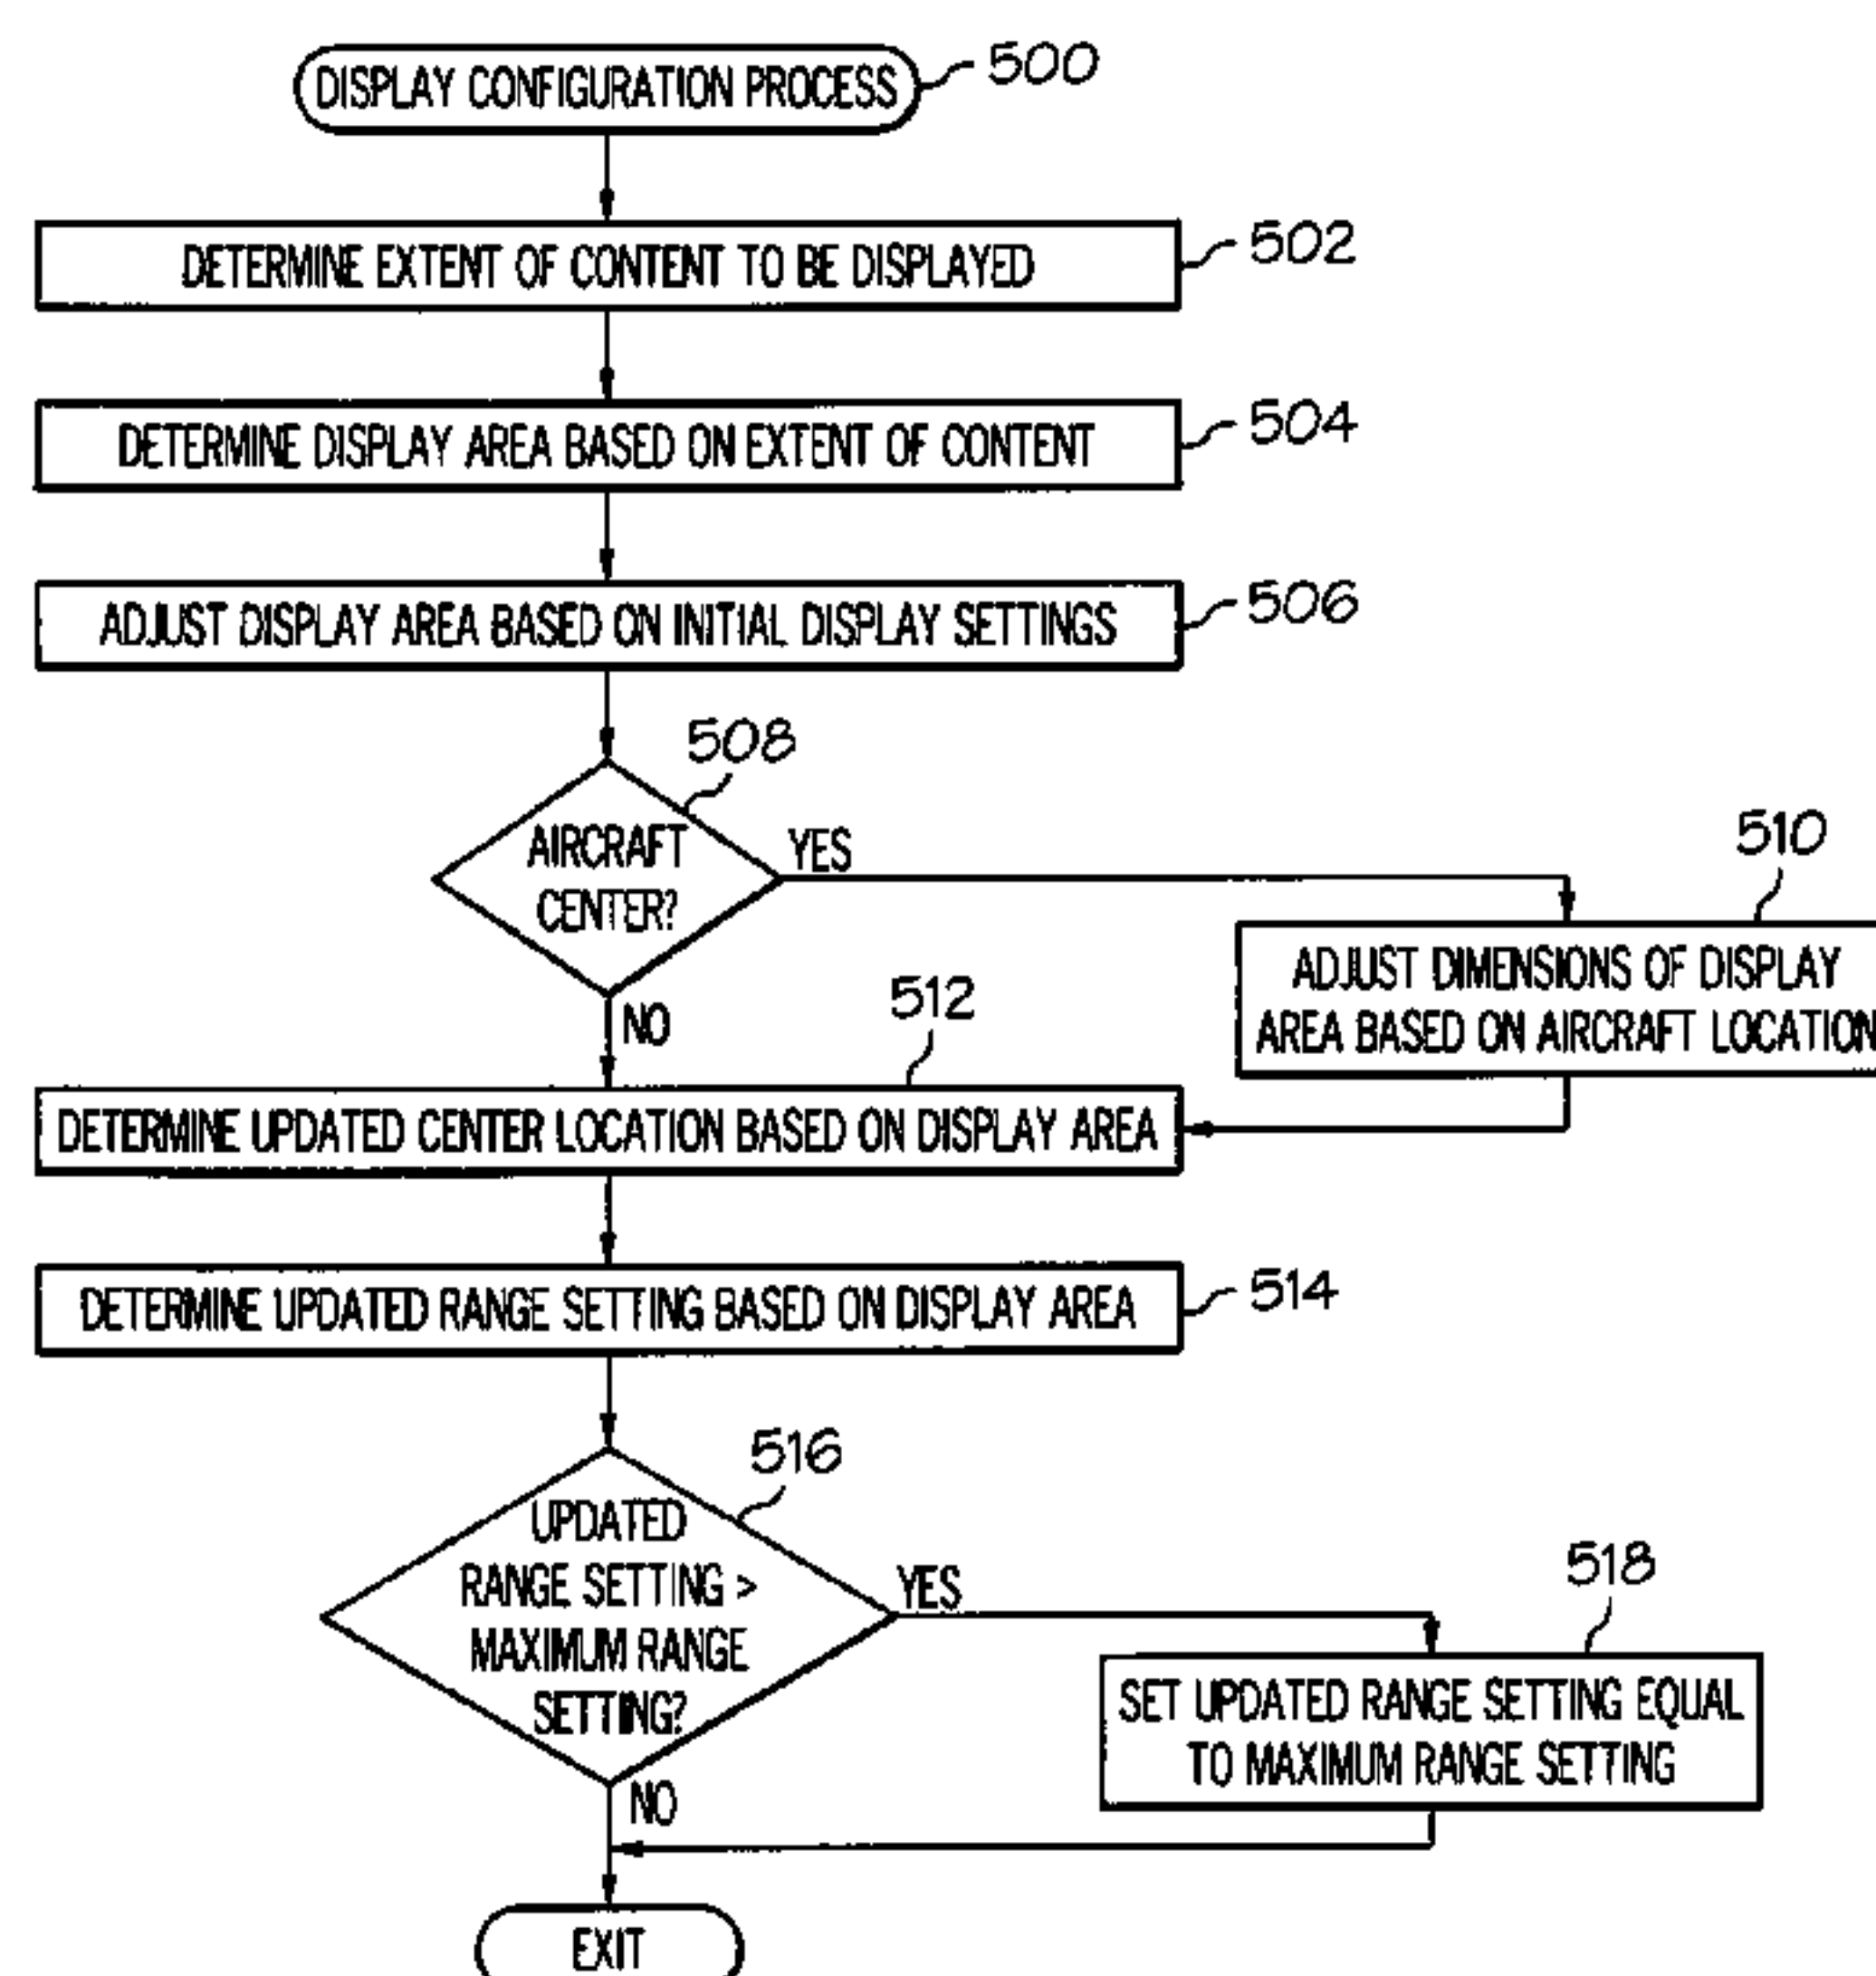 DISPLAY CONFIGURATION PROCESS
500
DETERMINE EXTENT OF CONTENT TO BE DISPLAYED
502
DETERMINE DISPLAY AREA BASED ON EXTENT OF CONTENT
504
ADJUST DISPLAY AREA BASED ON INITIAL DISPLAY SETTINGS
506
508
AIRCRAFT
CENTER?
YES
NO
510
ADJUST DIMENSIONS OF DISPLAY
AREA BASED ON AIRCRAFT LOCATION
512
DETERMINE UPDATED CENTER LOCATION BASED ON DISPLAY AREA
DETERMINE UPDATED RANGE SETTING BASED ON DISPLAY AREA
514
516
UPDATED
RANGE SETTING >
MAXIMUM RANGE
SETTING?
YES
NO
518
SET UPDATED RANGE SETTING EQUAL
TO MAXIMUM RANGE SETTING
EXIT